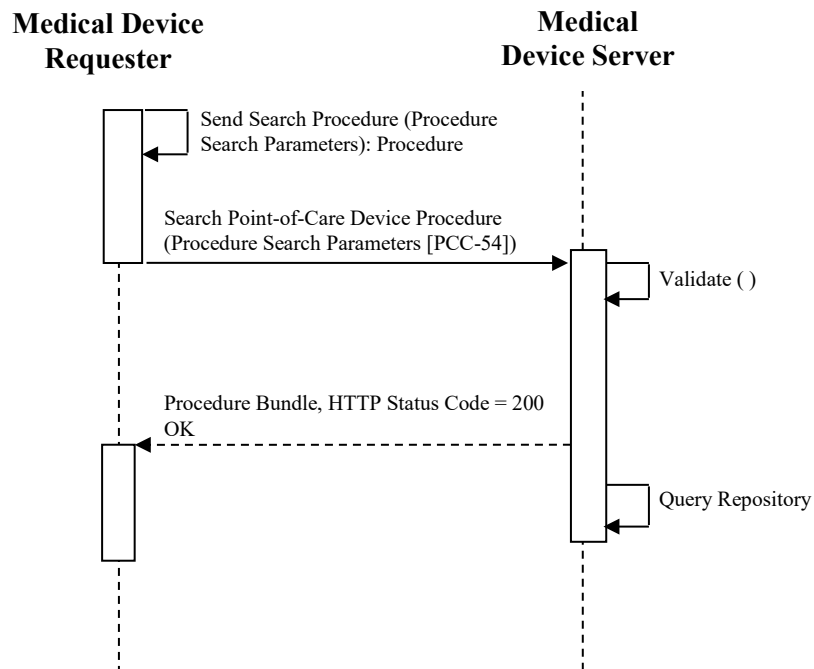 Medical Device
Requester
Medical
Device Server
Send Search Procedure (Procedure
Search Parameters): Procedure
Search Point-of-Care Device Procedure
(Procedure Search Parameters [PCC-54])
Validate ( )
Procedure Bundle, HTTP Status Code = 200
OK
Query Repository